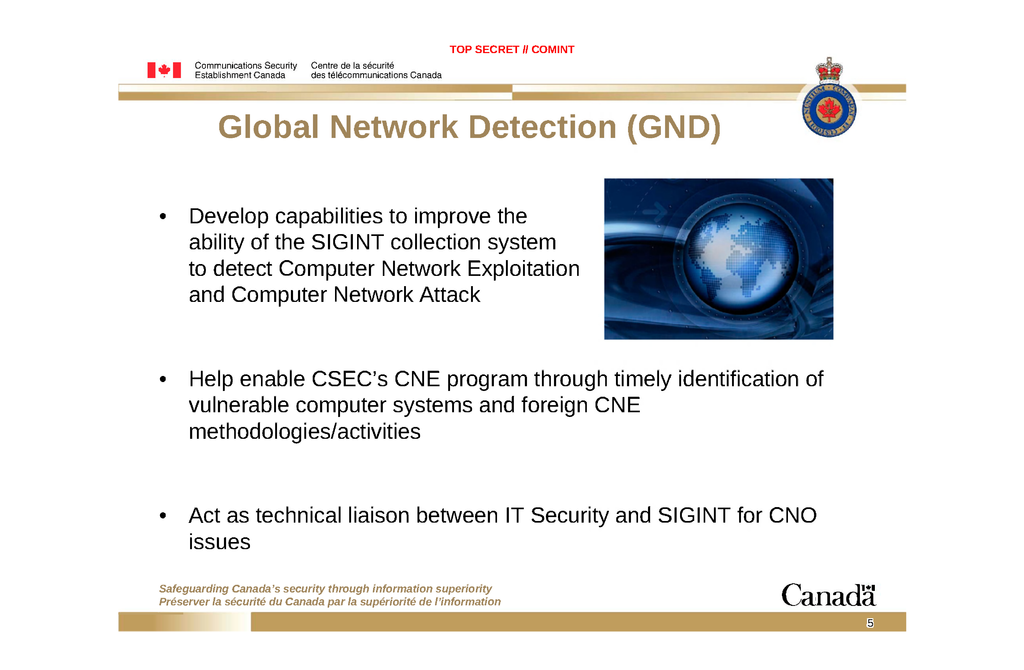 TOP SECRET // COMINT
Communications Security Centre de la sécurité
Establishment Canada des télécommunications Canada
Global Network Detection (GND)
• Develop capabilities to improve the
ability of the SIGINT collection system
to detect Computer Network Exploitation
and Computer Network Attack
• Help enable CSEC’s CNE program through timely identification of
vulnerable computer systems and foreign CNE
methodologies/activities
• Act as technical liaison between IT Security and SIGINT for CNO
issues
Safeguarding Canada’s security through information superiority
Préserver la sécurité du Canada par la supériorité de l’information
Canada
5